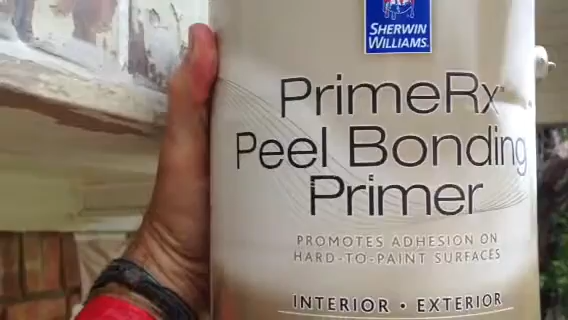 SHERWIN
WILLIAMS.
PrimeRx
Peel Bonding
Primer
PROMOTES ADHESION ON
HARD-TO-PAINT SURFACES
INTERIOR • EXTERIOR